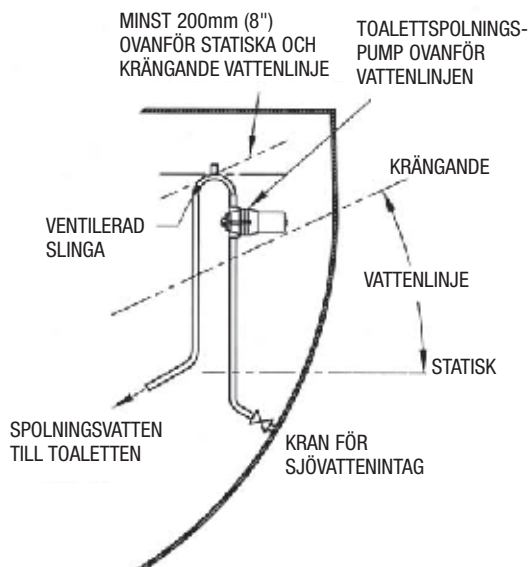 MINST 200mm (8")
OVANFÖR STATISKA OCH
KRÄNGANDE VATTENLINJE
TOALETTSPOLNINGS-
PUMP OVANFÖR
VATTENLINJEN
KRÄNGANDE
VENTILERAD
SLINGA
VATTENLINJE
STATISK
SPOLNINGSVATTEN
TILL TOALETTEN
KRAN FÖR
SJÖVATTENINTAG